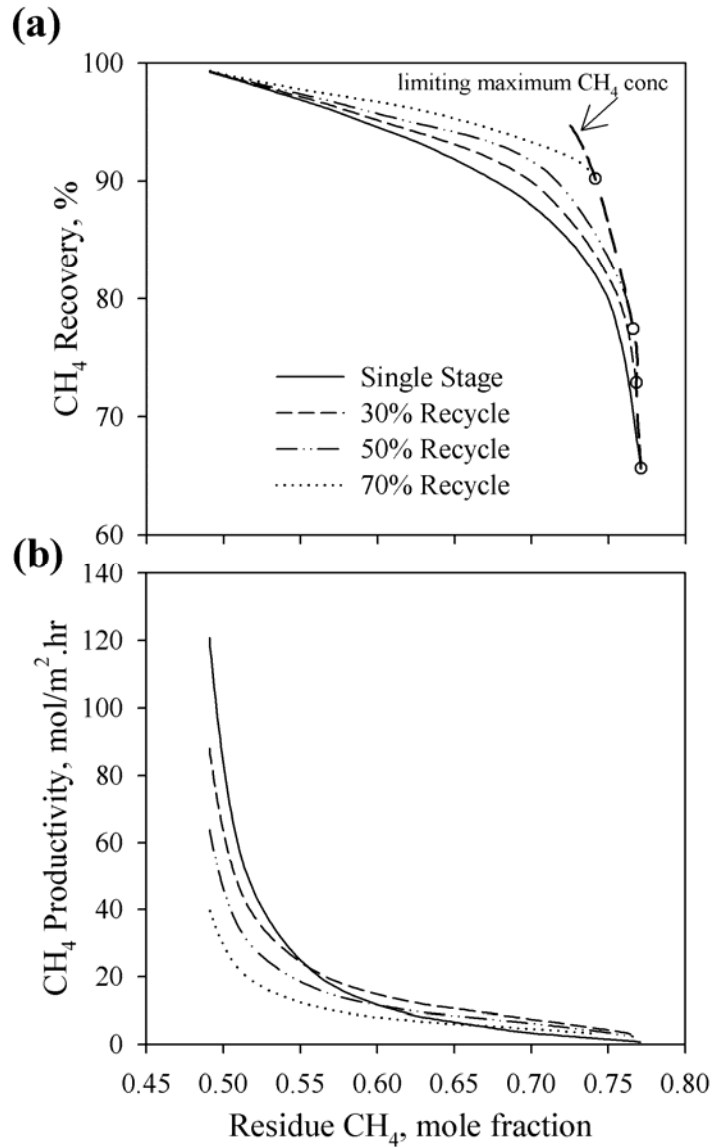 (a)
100
90
80
70
60
CH₄ Recovery, %
limiting maximum CH₄ conc
Single Stage
30% Recycle
50% Recycle
70% Recycle
(b)
140
120
100
80
60
40
20
0
CH₄ Productivity, mol/m².hr
0.45 0.50 0.55 0.60 0.65 0.70 0.75 0.80
Residue CH₄, mole fraction